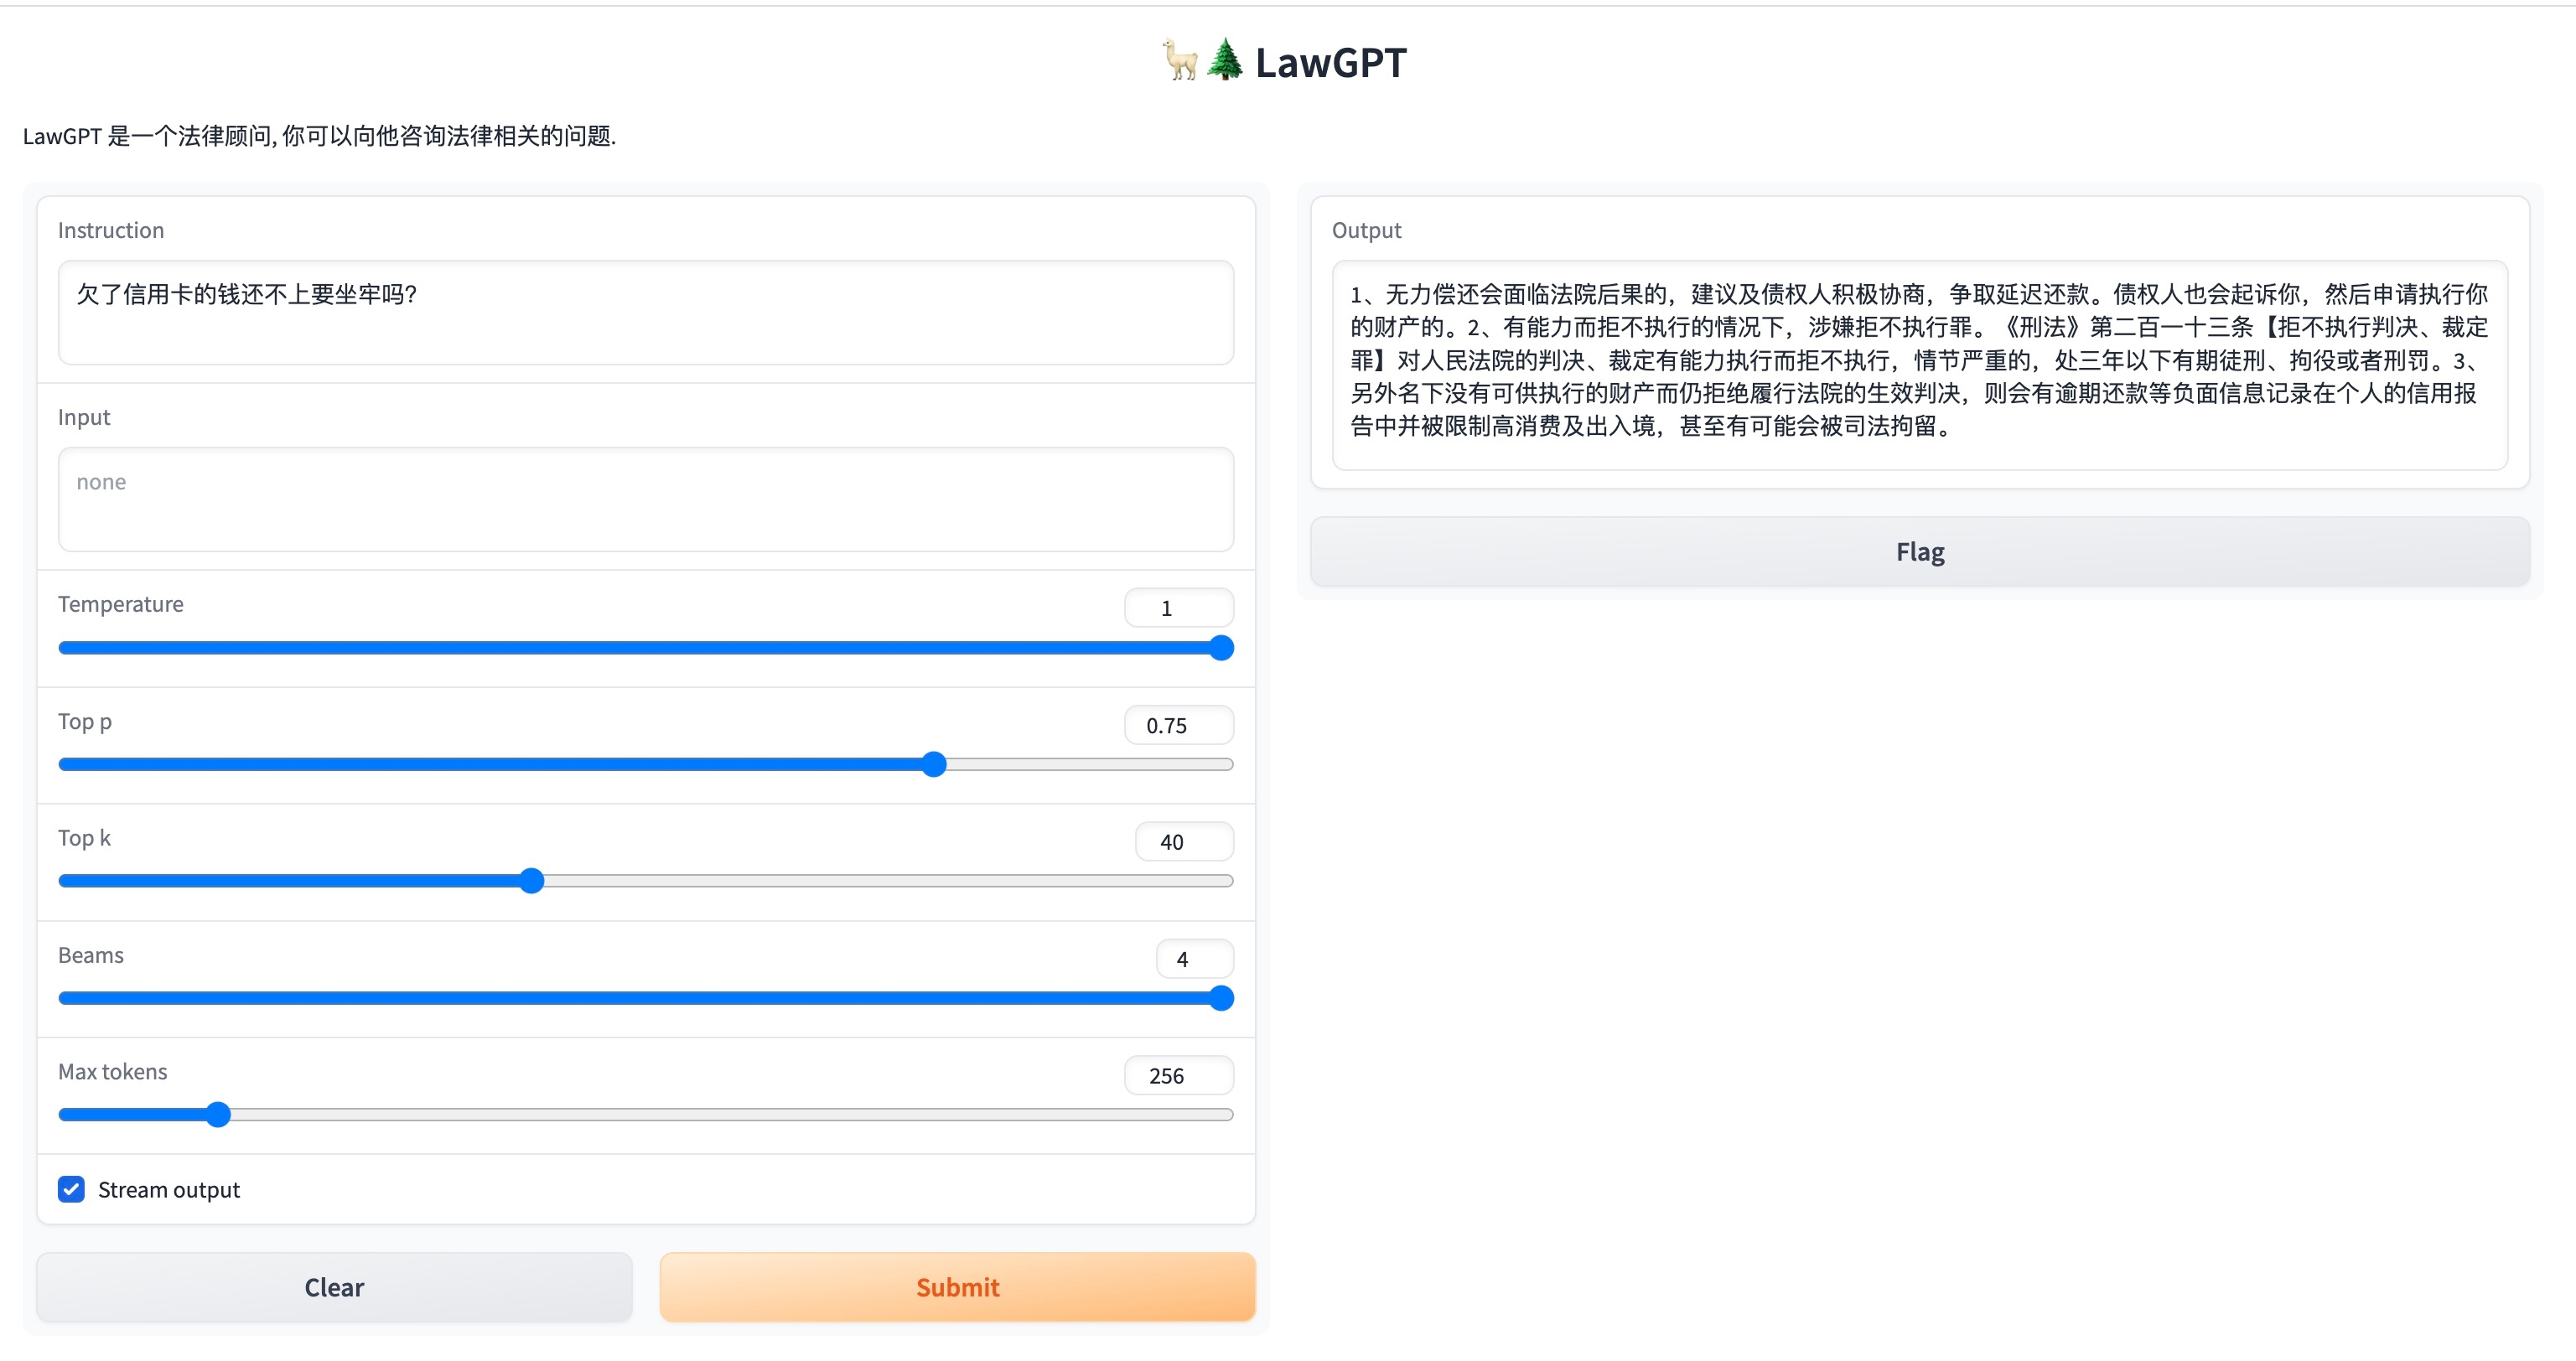 🦙🌲 LawGPT
LawGPT 是一个法律顾问, 你可以向他咨询法律相关的问题.
Instruction
欠了信用卡的钱还不上要坐牢吗?
Input
none
Temperature
1
Top p
0.75
Top k
40
Beams
4
Max tokens
256
Stream output
Clear
Submit
Output
1、无力偿还会面临法院后果的，建议及债权人积极协商，争取延迟还款。债权人也会起诉你，然后申请执行你
的财产的。2、有能力而拒不执行的情况下，涉嫌拒不执行罪。《刑法》第二百一十三条【拒不执行判决、裁定
罪】对人民法院的判决、裁定有能力执行而拒不执行，情节严重的，处三年以下有期徒刑、拘役或者刑罚。3、
另外名下没有可供执行的财产而仍拒绝履行法院的生效判决，则会有逾期还款等负面信息记录在个人的信用报
告中并被限制高消费及出入境，甚至有可能会被司法拘留。
Flag